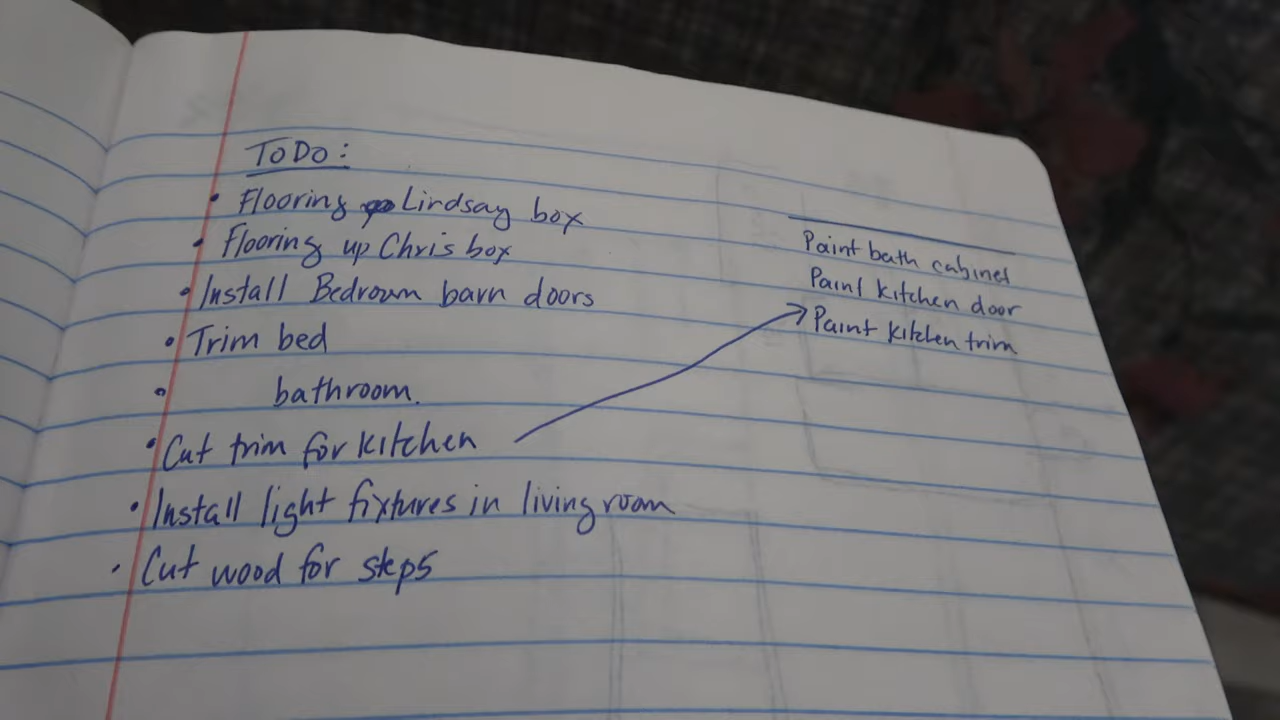 ToDo:
• Flooring Lindsay box
• Flooring up Chris box
• Install Bedroom barn doors
• Trim bed
• bathroom.
• Cut trim for kitchen
• Install light fixtures in living room
• Cut wood for steps
Paint bath cabinet
Paint kitchen door
Paint kitchen trim